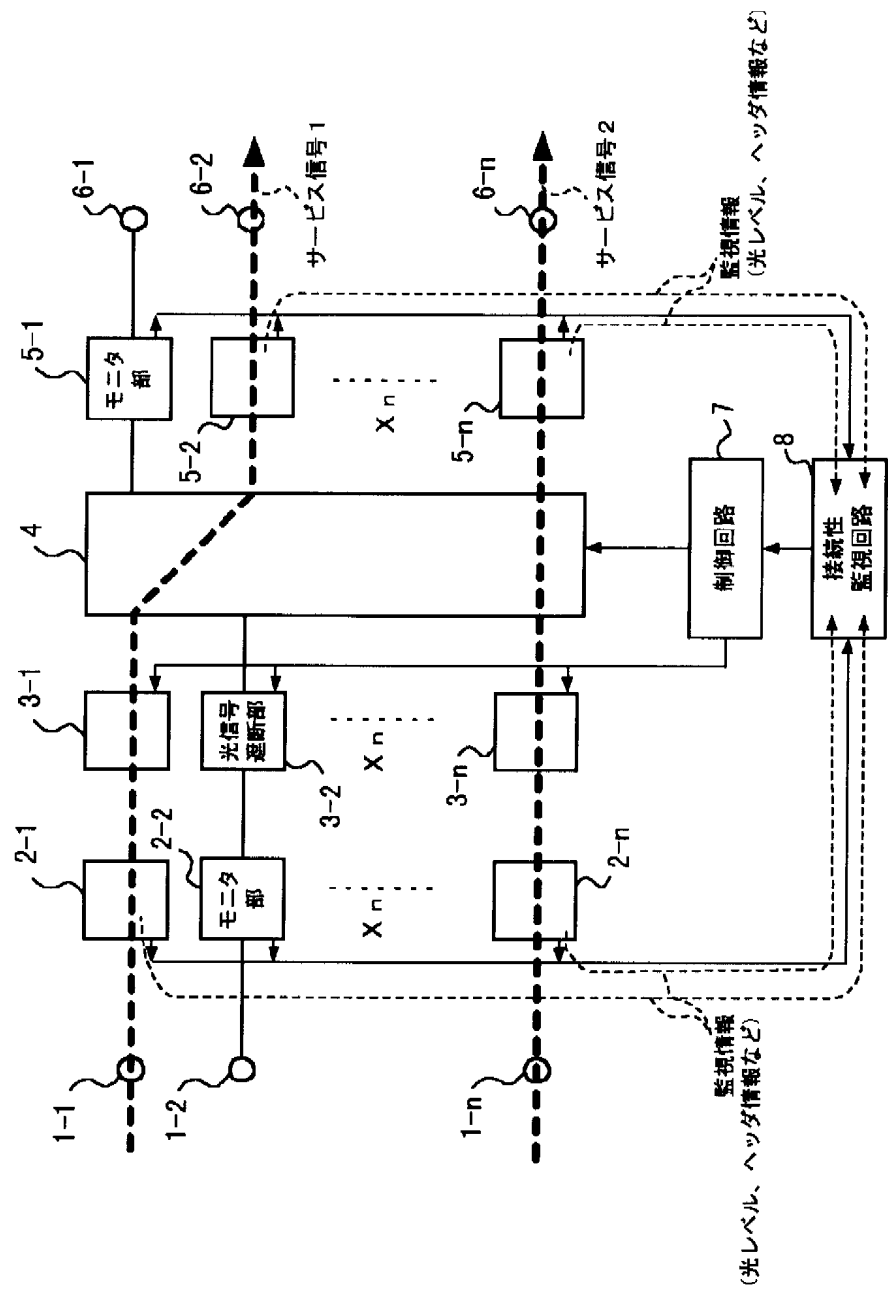 1-1
1-2
1-n
2-1
2-2
モニタ
部
Xn
2-n
3-1
光信号
遮断部
3-2
Xn
3-n
4
5-1
モニタ
部
5-2
Xn
5-n
6-1
6-2
サービス信号1
6-n
サービス信号2
7
制御回路
8
接続性
監視回路
監視情報
(光レベル、ヘッダ情報など)
監視情報
(光レベル、ヘッダ情報など)